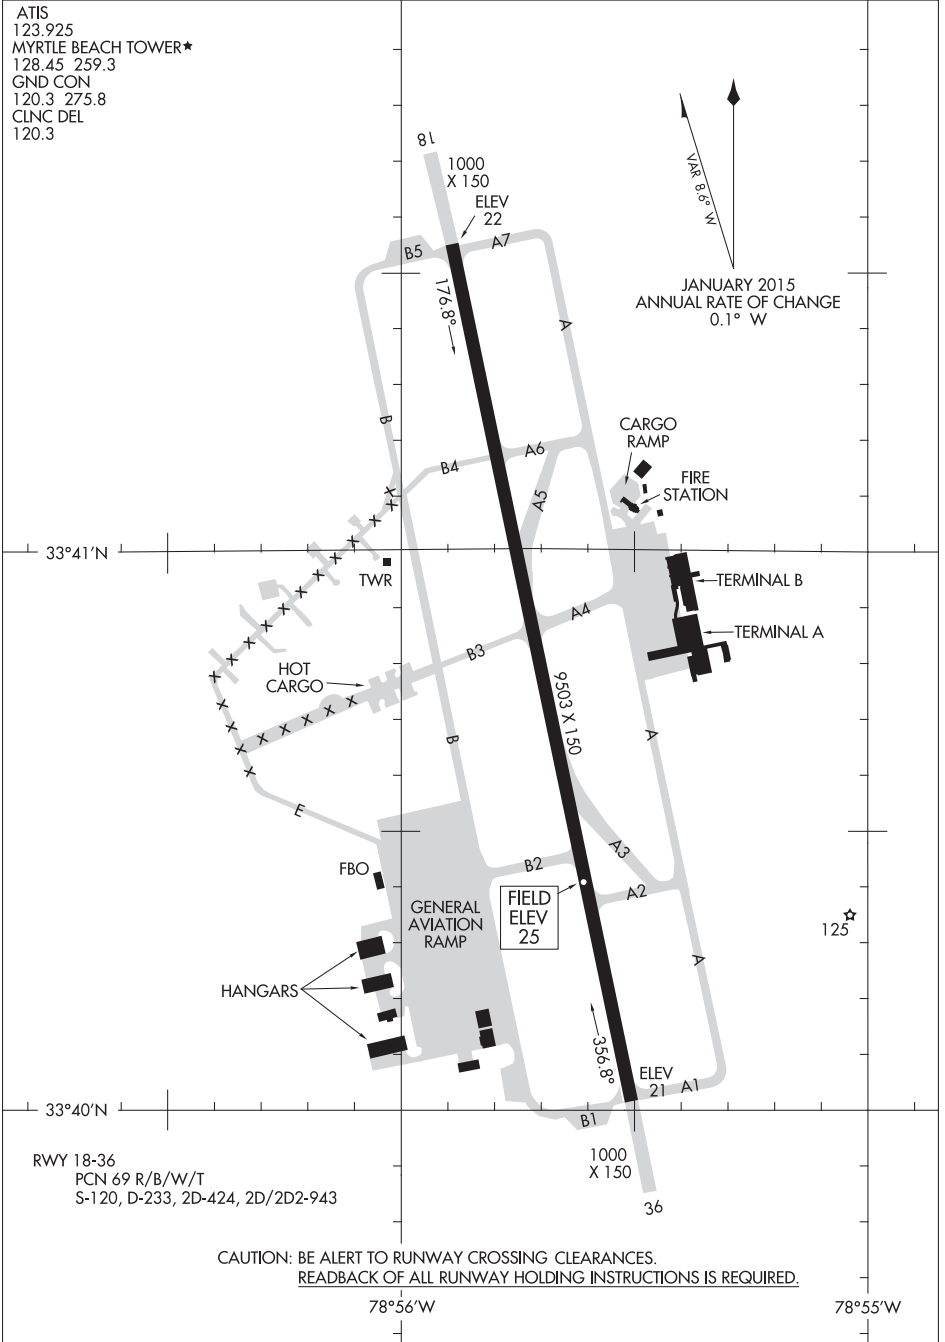 ATIS
123.925
MYRTLE BEACH TOWER★
128.45 259.3
GND CON
120.3 275.8
CLNC DEL
120.3
18
1000
X 150
ELEV
22
A7
B5
176.8°
VAR 8.6° W
JANUARY 2015
ANNUAL RATE OF CHANGE
0.1° W
A
B
CARGO
RAMP
A6
B4
FIRE
STATION
A5
X
X
X
X
33°41'N
X
X
TWR
TERMINAL B
X
X
A4
X
X
TERMINAL A
X
B3
X
HOT
CARGO
X
X
X
X
X
X
X
X
X
X
9503 X 150
B
A
E
A3
B2
FBO
A2
FIELD
ELEV
25
GENERAL
AVIATION
RAMP
125
A
HANGARS
356.8°
ELEV
21
A1
33°40'N
B1
1000
X 150
RWY 18-36
PCN 69 R/B/W/T
S-120, D-233, 2D-424, 2D/2D2-943
36
CAUTION: BE ALERT TO RUNWAY CROSSING CLEARANCES.
READBACK OF ALL RUNWAY HOLDING INSTRUCTIONS IS REQUIRED.
78°56'W
78°55'W